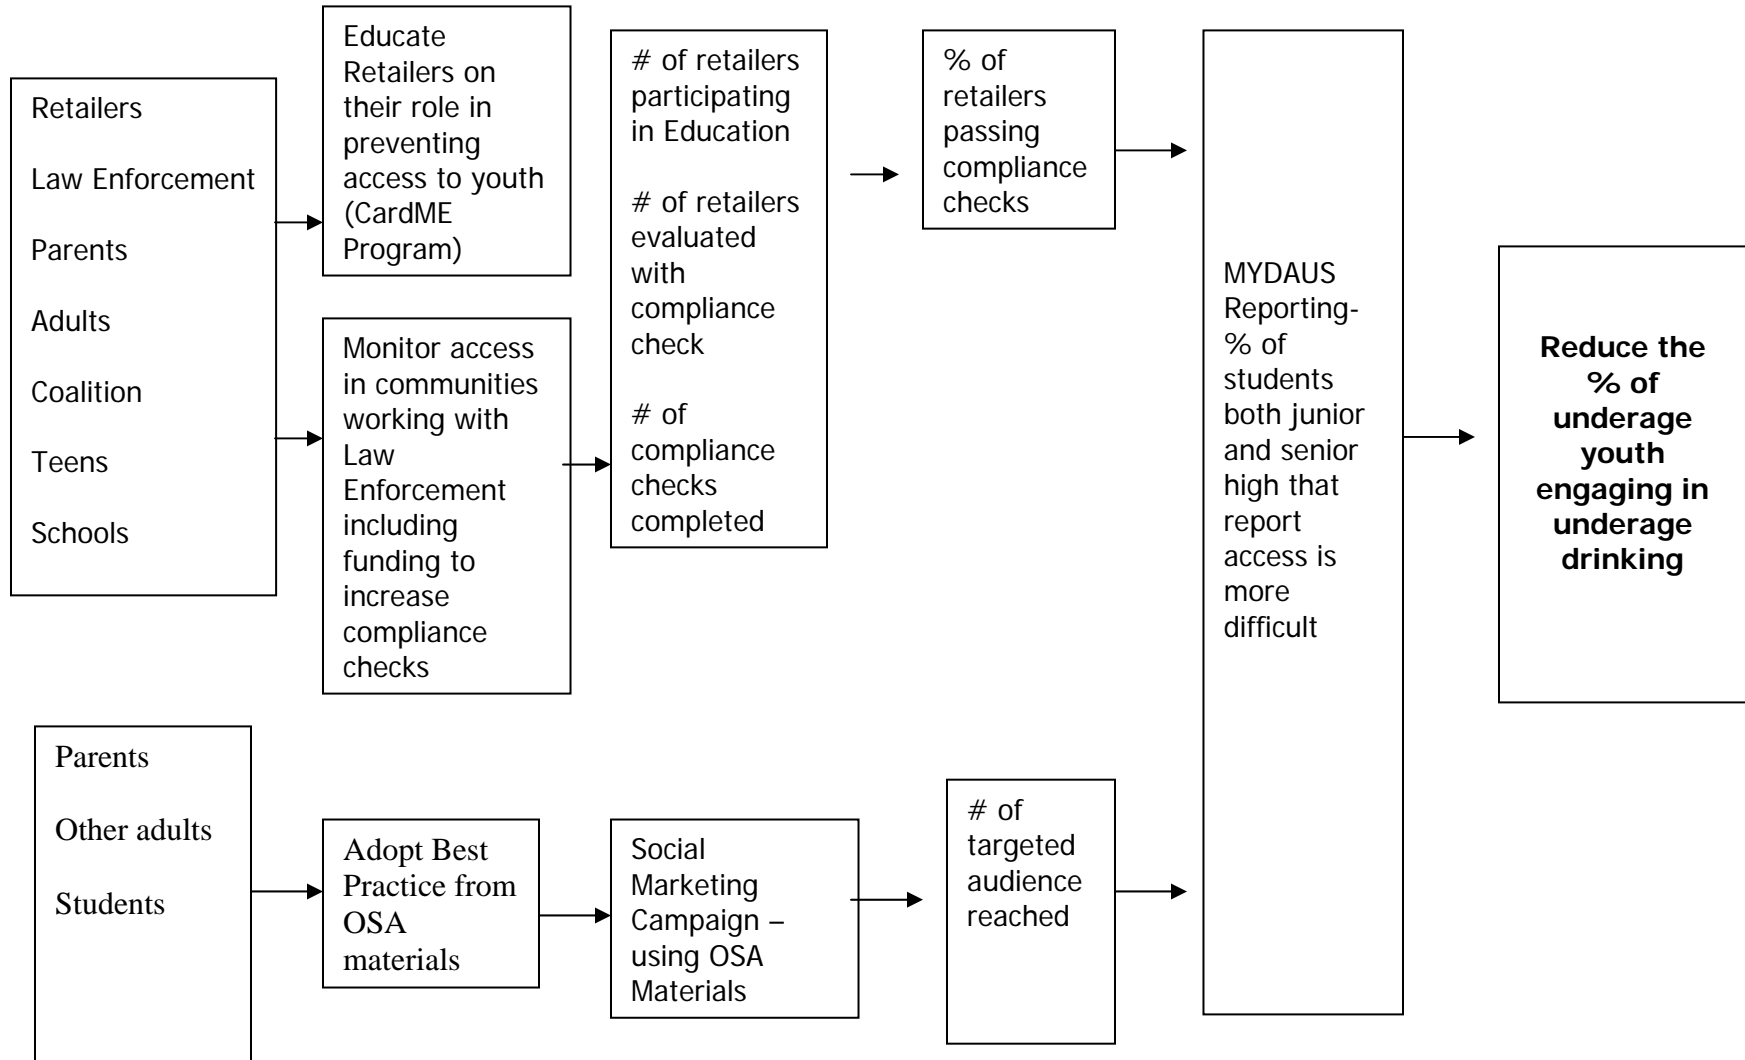 Retailers
Law Enforcement
Parents
Adults
Coalition
Teens
Schools
Educate
Retailers on
their role in
preventing
access to youth
(CardME
Program)
Monitor access
in communities
working with
Law
Enforcement
including
funding to
increase
compliance
checks
# of retailers
participating
in Education
# of retailers
evaluated
with
compliance
check
# of
compliance
checks
completed
% of
retailers
passing
compliance
checks
MYDAUS
Reporting-
% of
students
both junior
and senior
high that
report
access is
more
difficult
Reduce the
% of
underage
youth
engaging in
underage
drinking
Parents
Other adults
Students
Adopt Best
Practice from
OSA
materials
Social
Marketing
Campaign –
using OSA
Materials
# of
targeted
audience
reached